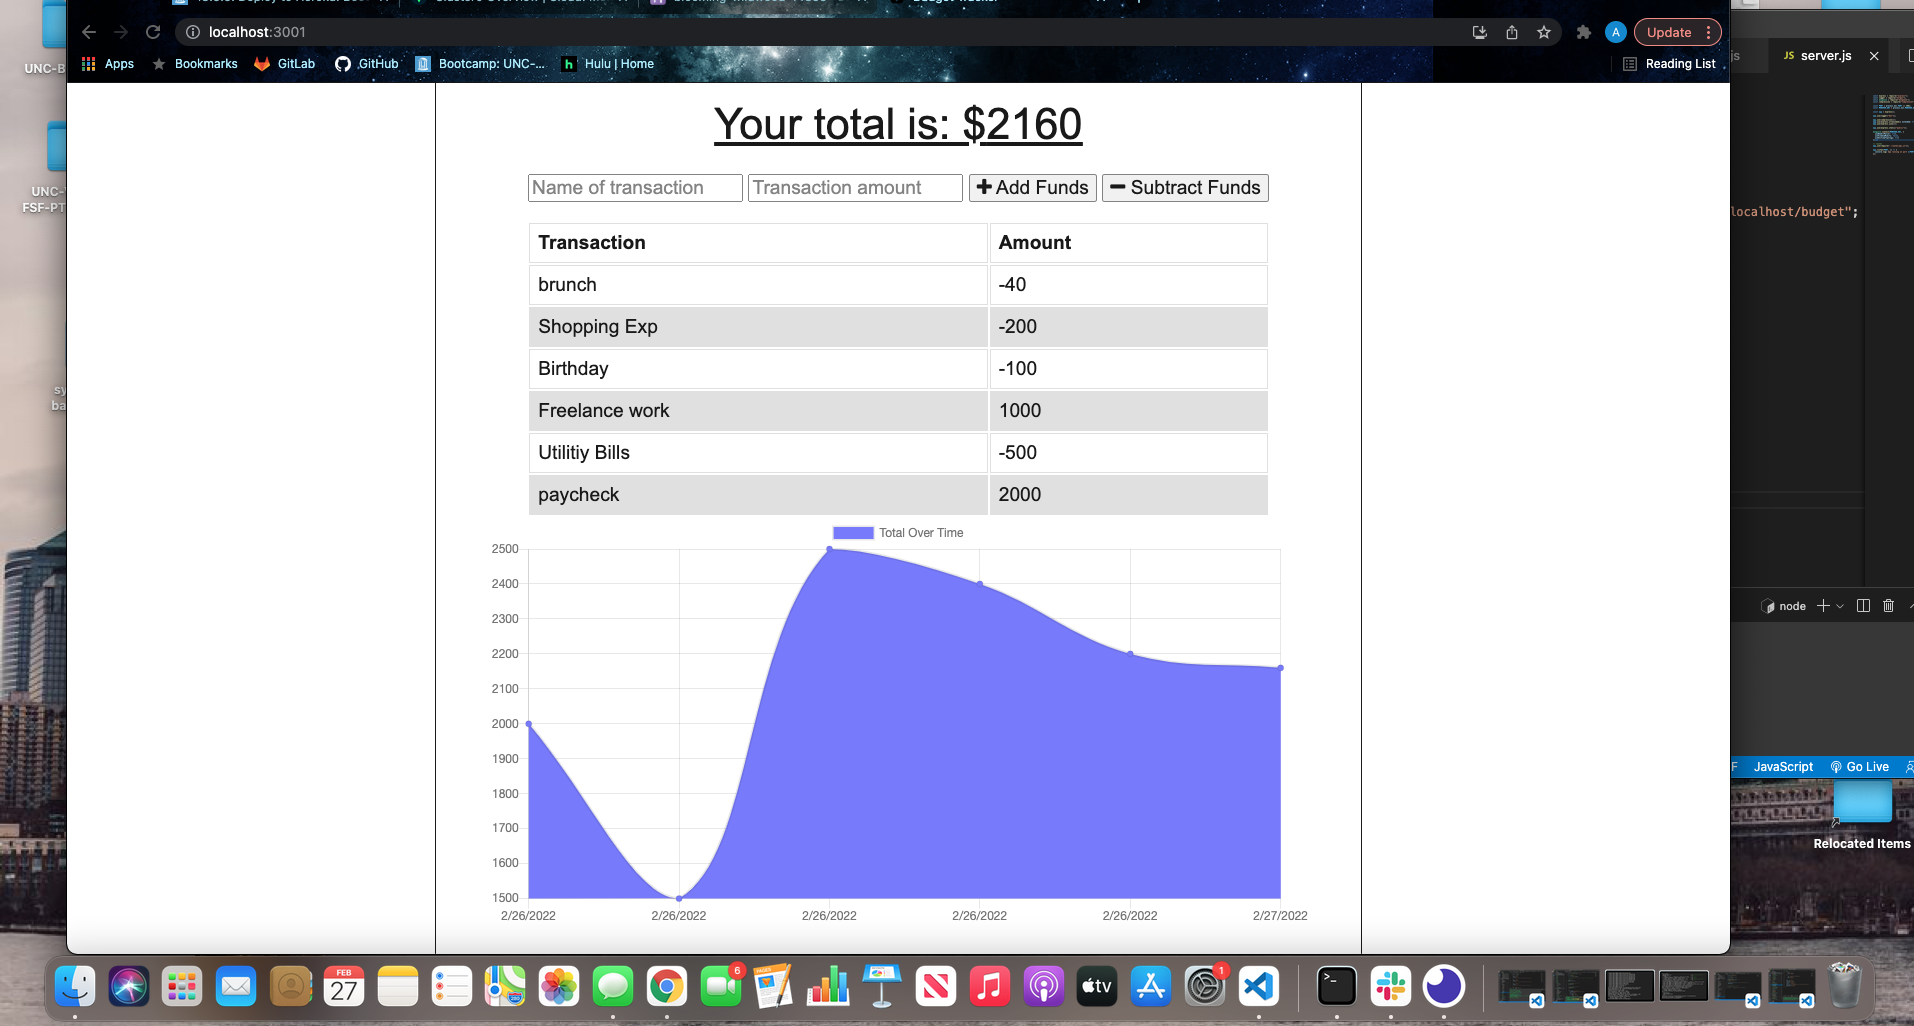 localhost:3001
Update
js
JS server.js
Apps
Bookmarks
GitLab
GitHub
Bootcamp: UNC-...
h Hulu | Home
Reading List
UNC-B
UNC-
FSF-PT
sy
ba
Your total is: $2160
Name of transaction Transaction amount Add Funds Subtract Funds
Transaction Amount
brunch -40
Shopping Exp -200
Birthday -100
Freelance work 1000
Utilitiy Bills -500
paycheck 2000
Total Over Time
2500
2400
2300
2200
2100
2000
1900
1800
1700
1600
1500
2/26/2022 2/26/2022 2/26/2022 2/26/2022 2/26/2022 2/27/2022
localhost/budget";
node
F JavaScript Go Live
Relocated Items
FEB
27
280
6
PAGES
N
tv
1
A